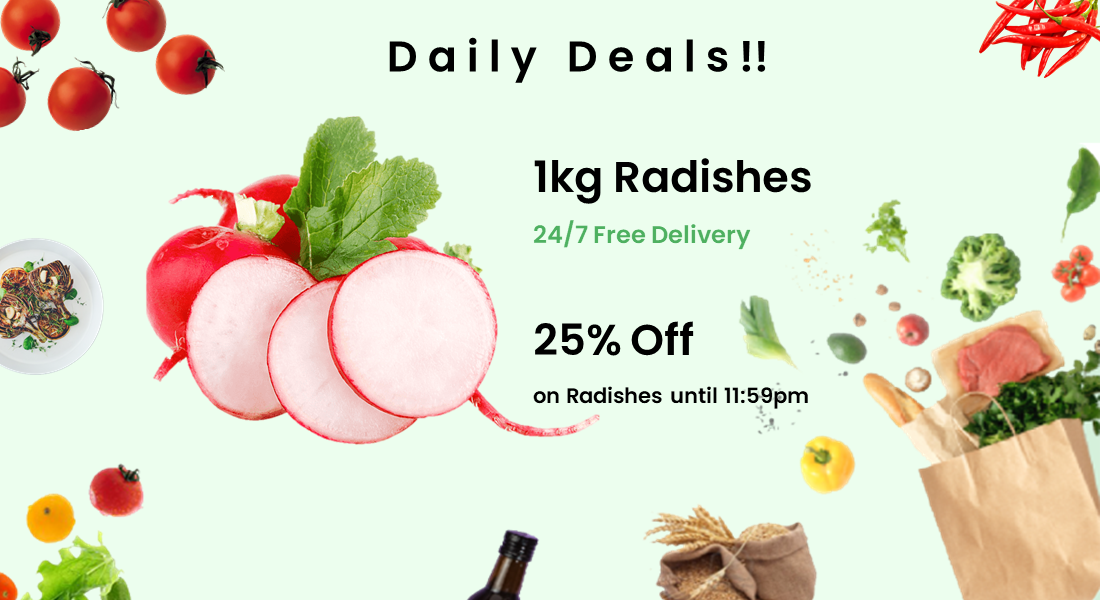 Daily Deals!!
1kg Radishes
24/7 Free Delivery
25% Off
on Radishes until 11:59pm